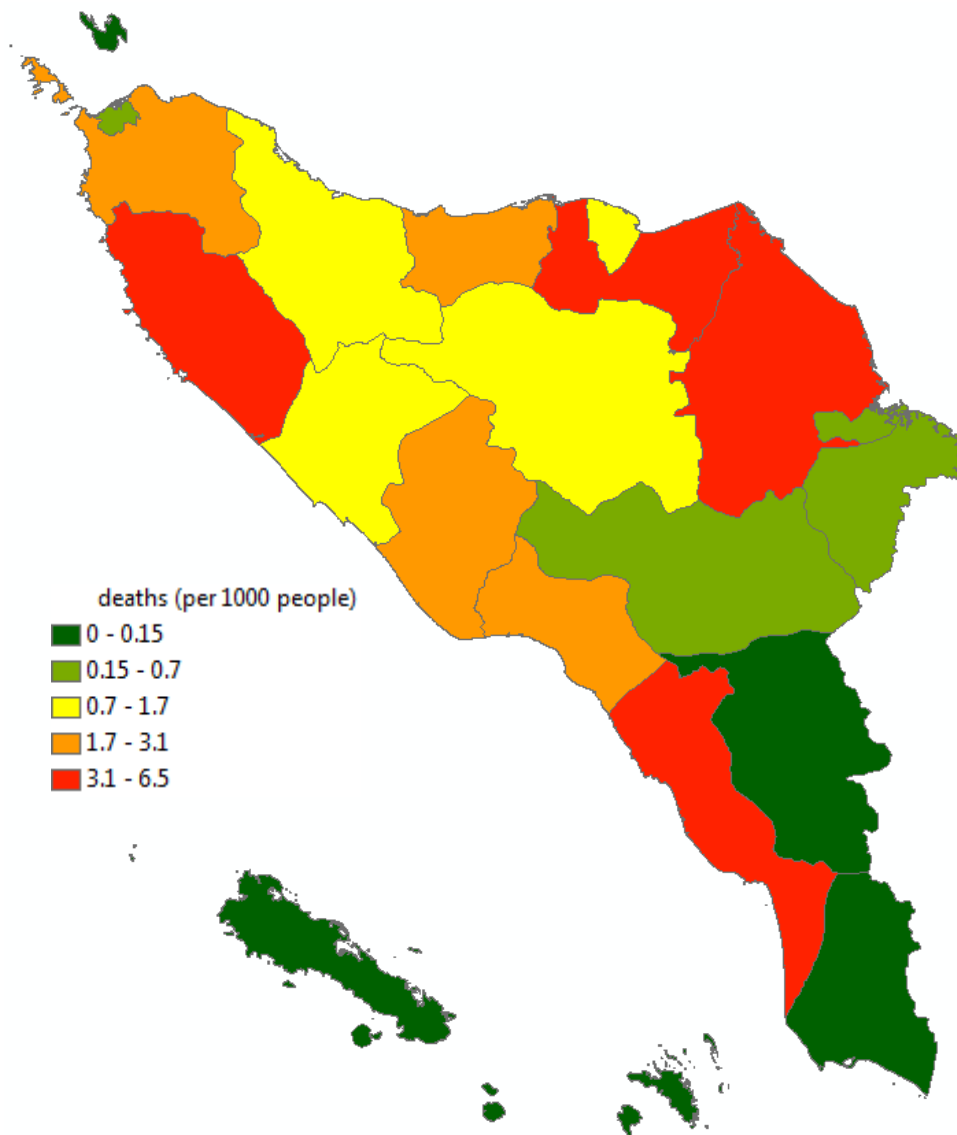 deaths (per 1000 people)
0 - 0.15
0.15 - 0.7
0.7 - 1.7
1.7 - 3.1
3.1 - 6.5